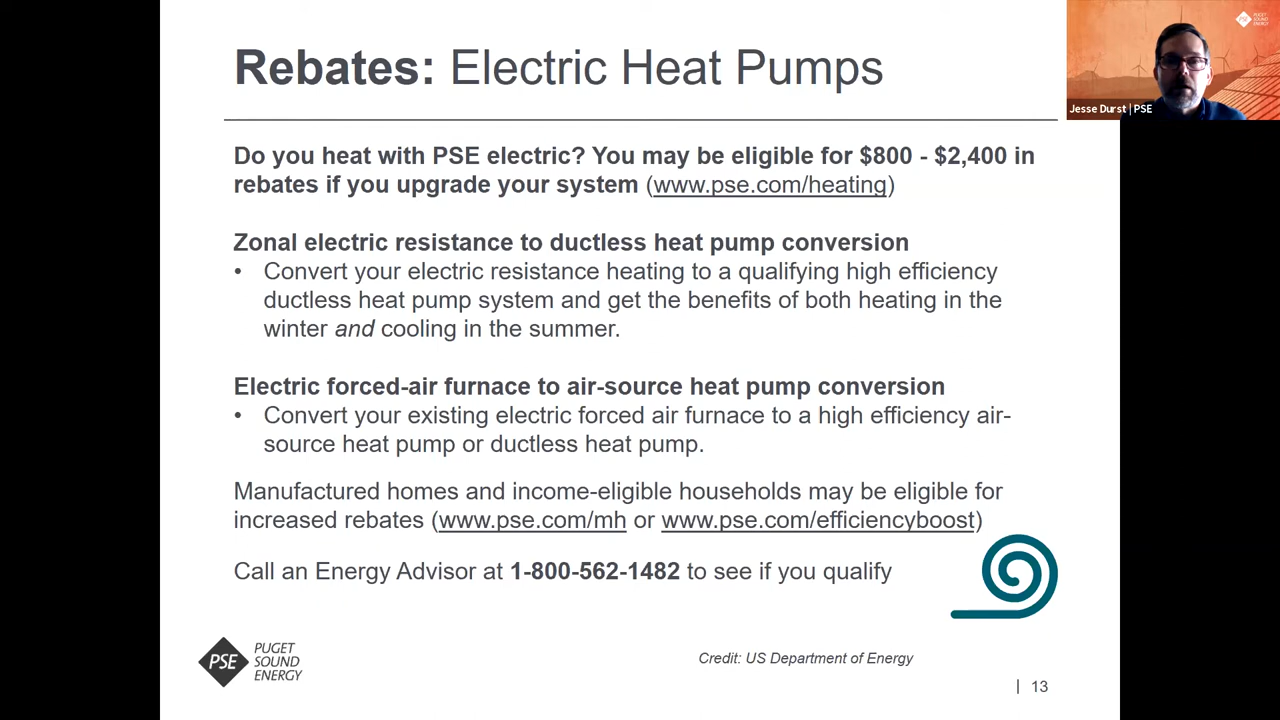 Rebates: Electric Heat Pumps
PSE PUGET
SOUND
ENERGY
Jesse Durst | PSE
Do you heat with PSE electric? You may be eligible for $800 - $2,400 in
rebates if you upgrade your system (www.pse.com/heating)
Zonal electric resistance to ductless heat pump conversion
• Convert your electric resistance heating to a qualifying high efficiency
ductless heat pump system and get the benefits of both heating in the
winter and cooling in the summer.
Electric forced-air furnace to air-source heat pump conversion
• Convert your existing electric forced air furnace to a high efficiency air-
source heat pump or ductless heat pump.
Manufactured homes and income-eligible households may be eligible for
increased rebates (www.pse.com/mh or www.pse.com/efficiencyboost)
Call an Energy Advisor at 1-800-562-1482 to see if you qualify
PSE
PUGET
SOUND
ENERGY
Credit: US Department of Energy
| 13